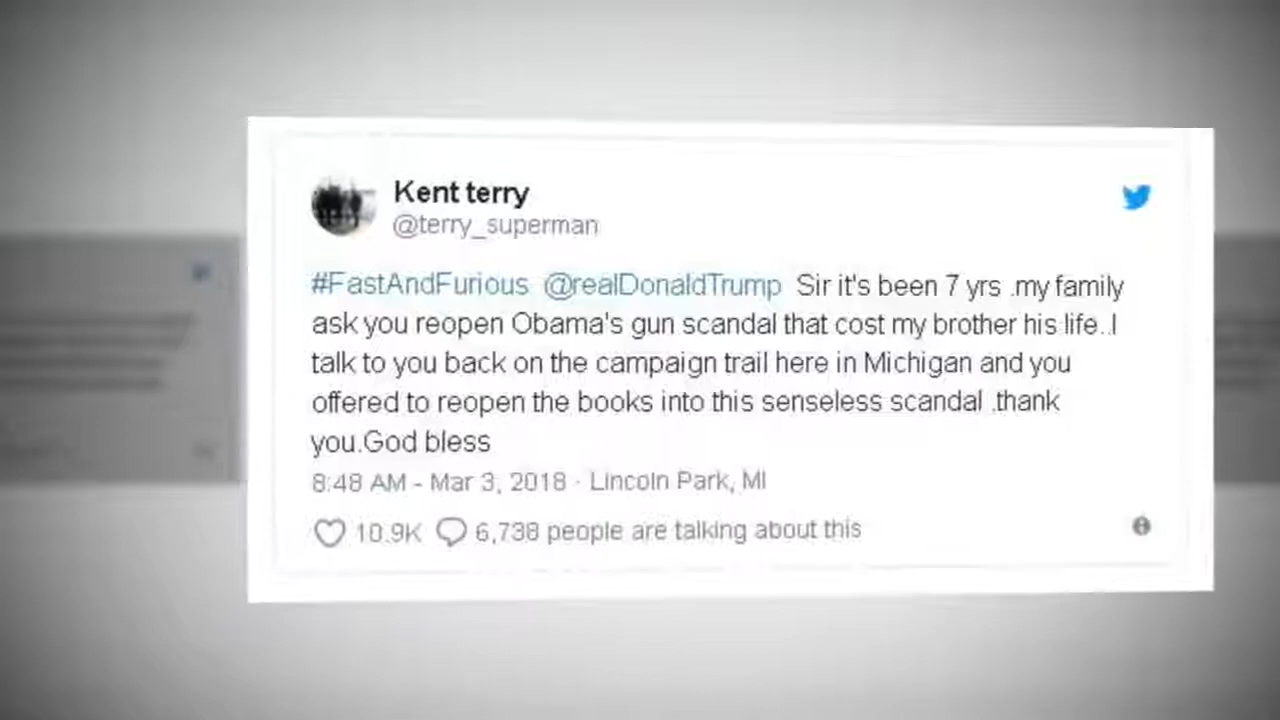 Kent terry
@terry_superman
#FastAndFurious @realDonaldTrump Sir it's been 7 yrs .my family
ask you reopen Obama's gun scandal that cost my brother his life..I
talk to you back on the campaign trail here in Michigan and you
offered to reopen the books into this senseless scandal .thank
you.God bless
8:48 AM - Mar 3, 2018 · Lincoln Park, MI
10.9K 6,738 people are talking about this